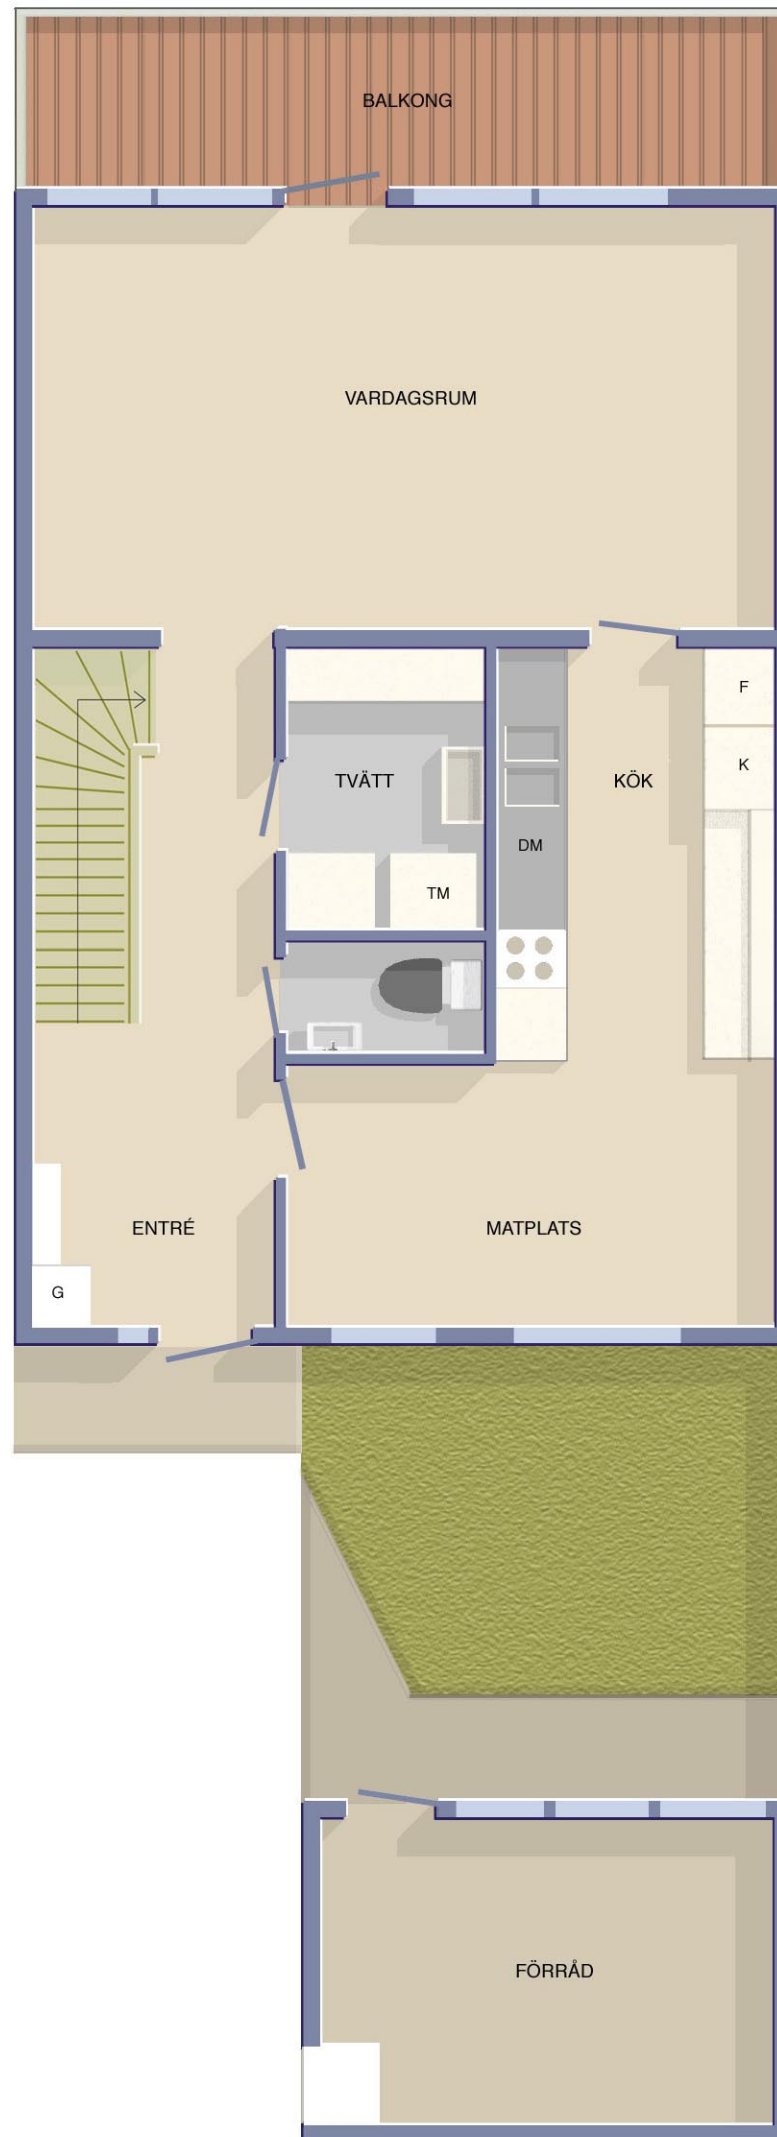 BALKONG
VARDAGSRUM
F
TVÄTT
KÖK
K
DM
TM
ENTRÉ
MATPLATS
G
FÖRRÅD